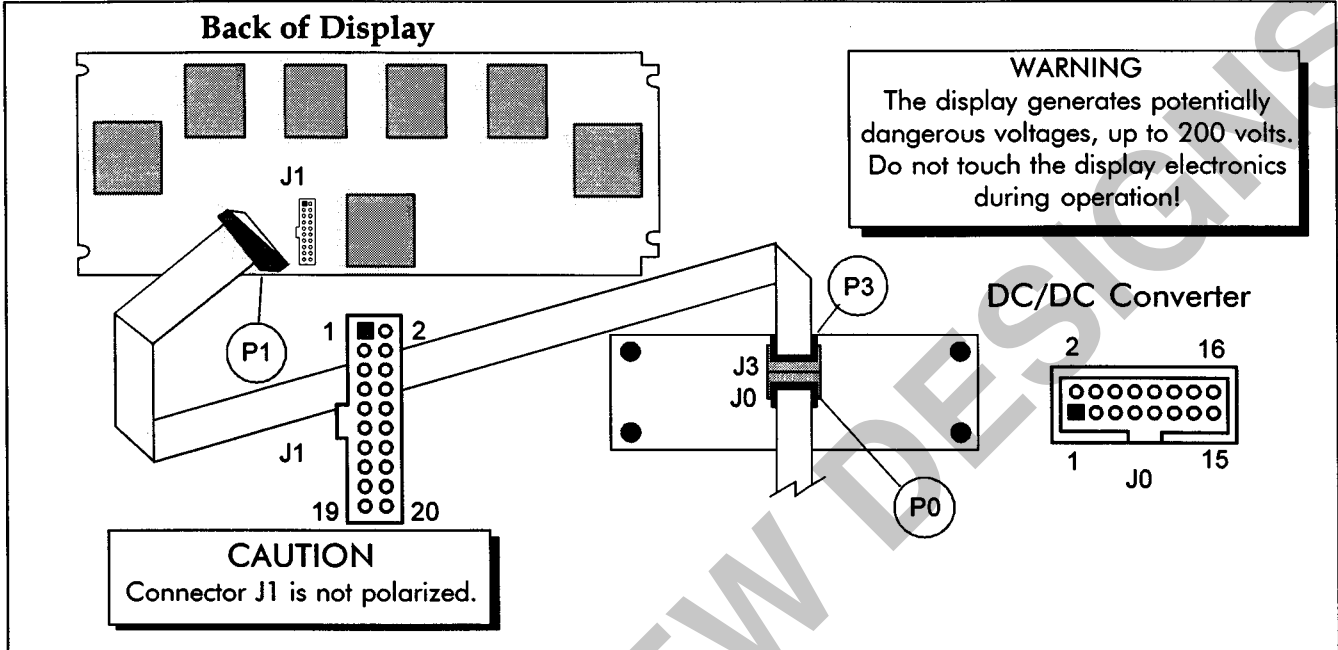 Back of Display
WARNING
The display generates potentially
dangerous voltages, up to 200 volts.
Do not touch the display electronics
during operation!
J1
P1
P3
DC/DC Converter
1 2
J1
19 20
J3
J0
P0
2 16
1 15
J0
CAUTION
Connector J1 is not polarized.
EW DESIGNS